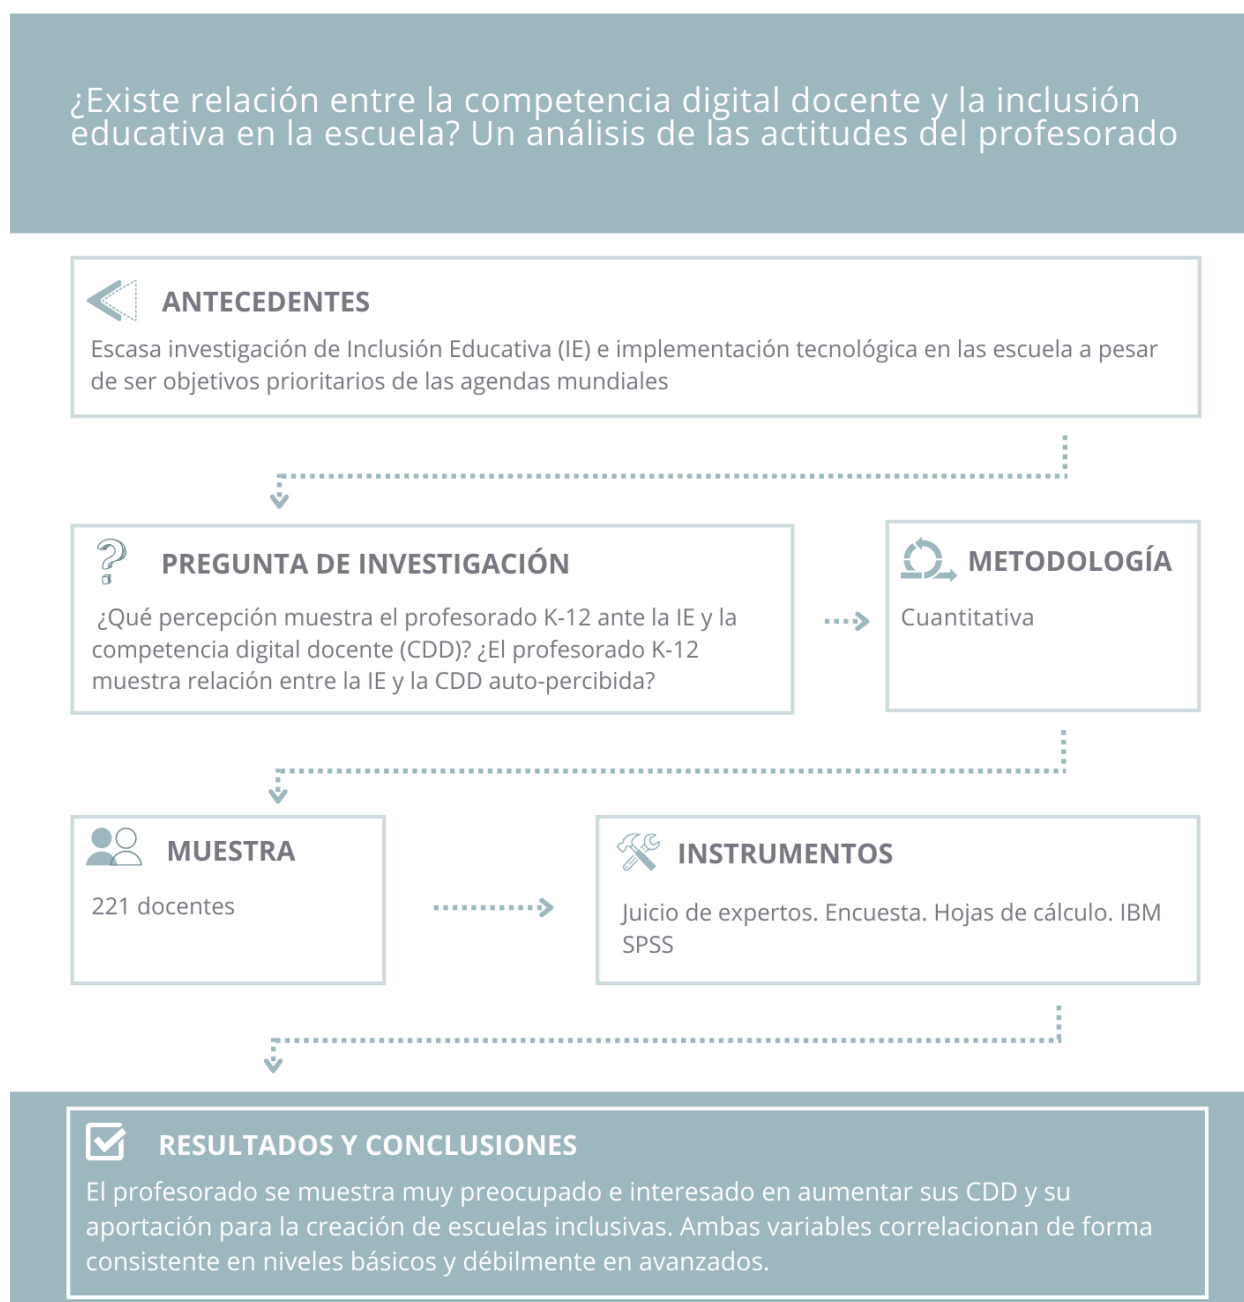 ¿Existe relación entre la competencia digital docente y la inclusión
educativa en la escuela? Un análisis de las actitudes del profesorado
ANTECEDENTES
Escasa investigación de Inclusión Educativa (IE) e implementación tecnológica en las escuela a pesar
de ser objetivos prioritarios de las agendas mundiales
PREGUNTA DE INVESTIGACIÓN
¿Qué percepción muestra el profesorado K-12 ante la IE y la
competencia digital docente (CDD)? ¿El profesorado K-12
muestra relación entre la IE y la CDD auto-percibida?
METODOLOGÍA
Cuantitativa
MUESTRA
221 docentes
INSTRUMENTOS
Juicio de expertos. Encuesta. Hojas de cálculo. IBM
SPSS
RESULTADOS Y CONCLUSIONES
El profesorado se muestra muy preocupado e interesado en aumentar sus CDD y su
aportación para la creación de escuelas inclusivas. Ambas variables correlacionan de forma
consistente en niveles básicos y débilmente en avanzados.